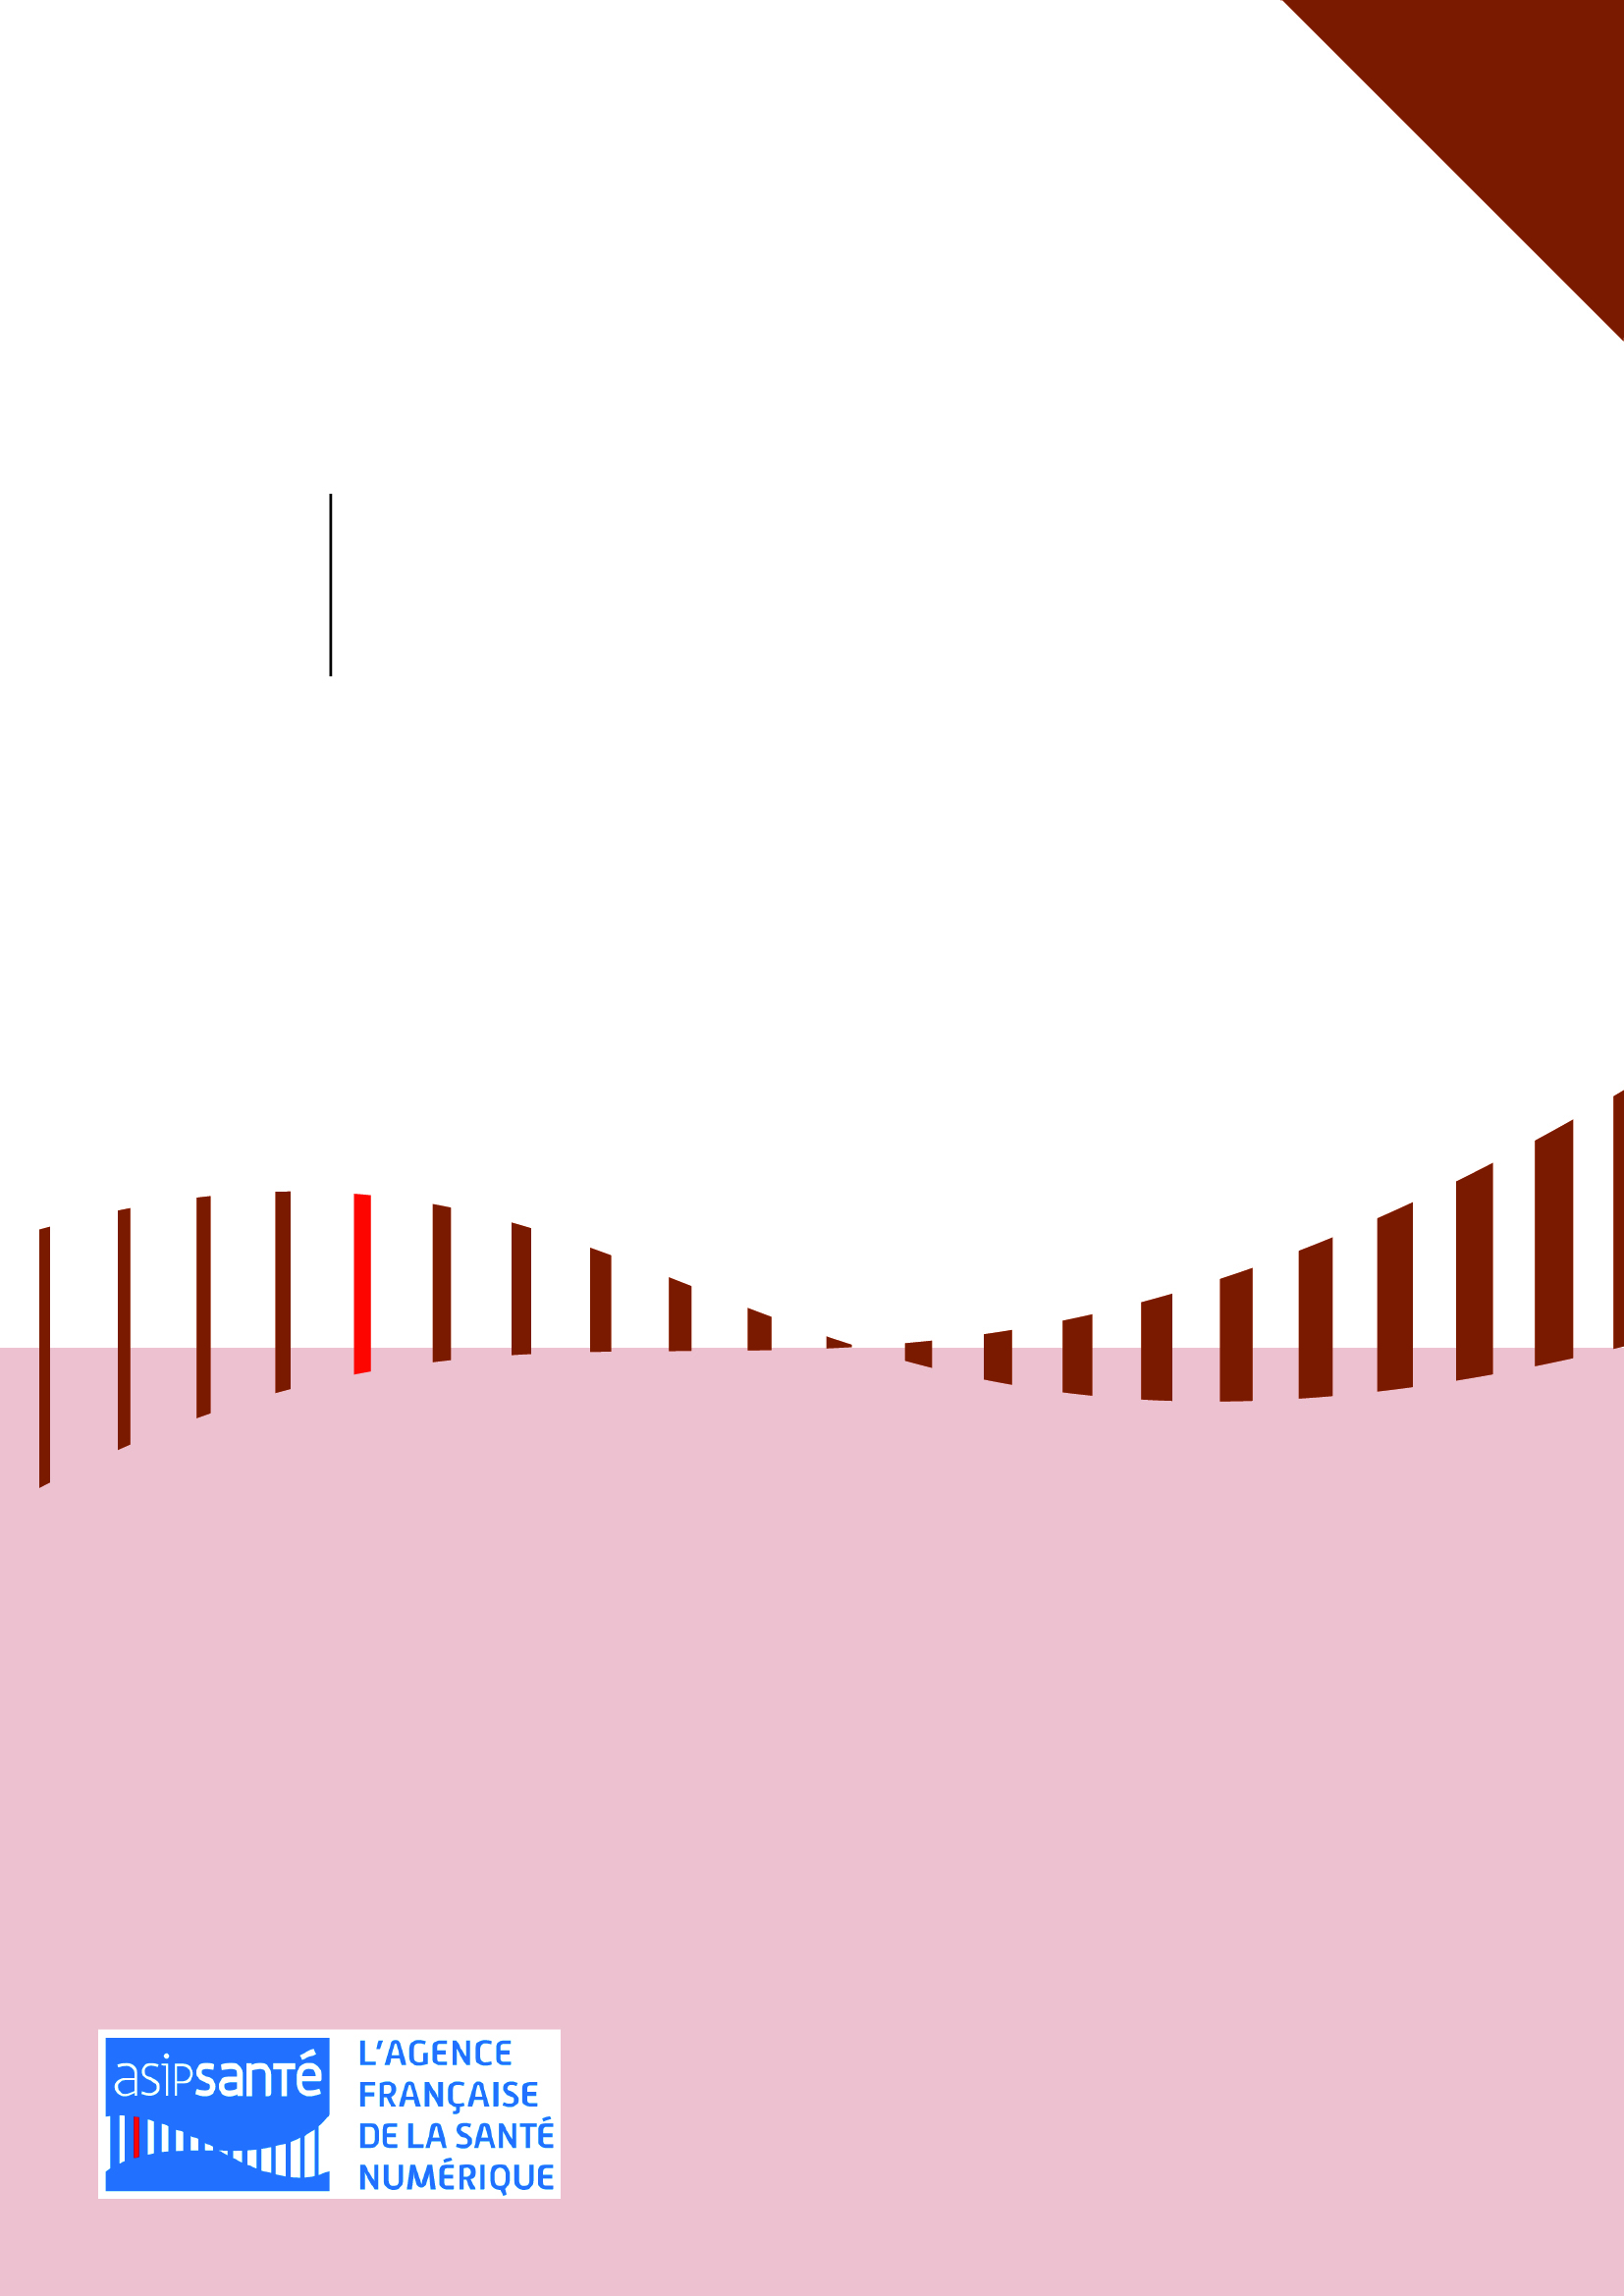 asipsanté
L'AGENCE
FRANÇAISE
DE LA SANTÉ
NUMÉRIQUE